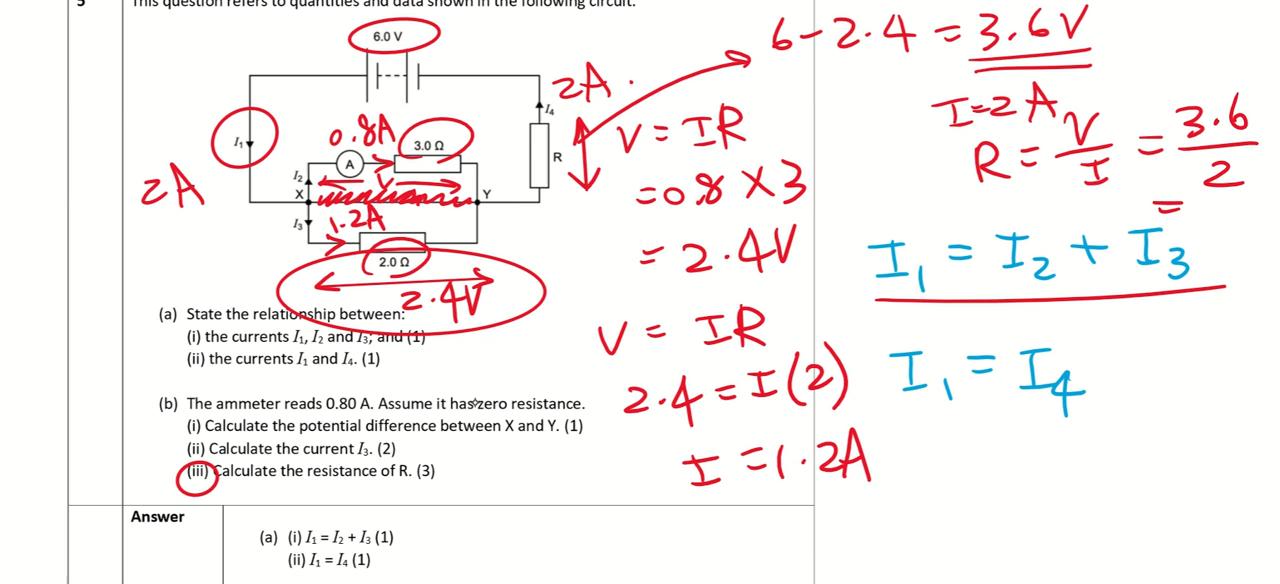 5
This question refers to quantities and data shown in the following circuit.
6.0 V
I₁
I₂
A
3.0 Ω
X
Y
I₃
2.0 Ω
I₄
R
2A
0.8A
V
1.2A
2.4V
2A.
6-2.4 = 3.6V
I=2A
R = V/I = 3.6/2
=
V = IR
=0.8 × 3
= 2.4V
V = IR
2.4 = I(2)
I = 1.2A
I₁ = I₂ + I₃
I₁ = I₄
(a) State the relationship between:
(i) the currents I₁, I₂ and I₃; and (1)
(ii) the currents I₁ and I₄. (1)
(b) The ammeter reads 0.80 A. Assume it has zero resistance.
(i) Calculate the potential difference between X and Y. (1)
(ii) Calculate the current I₃. (2)
(iii) Calculate the resistance of R. (3)
Answer
(a) (i) I₁ = I₂ + I₃ (1)
(ii) I₁ = I₄ (1)